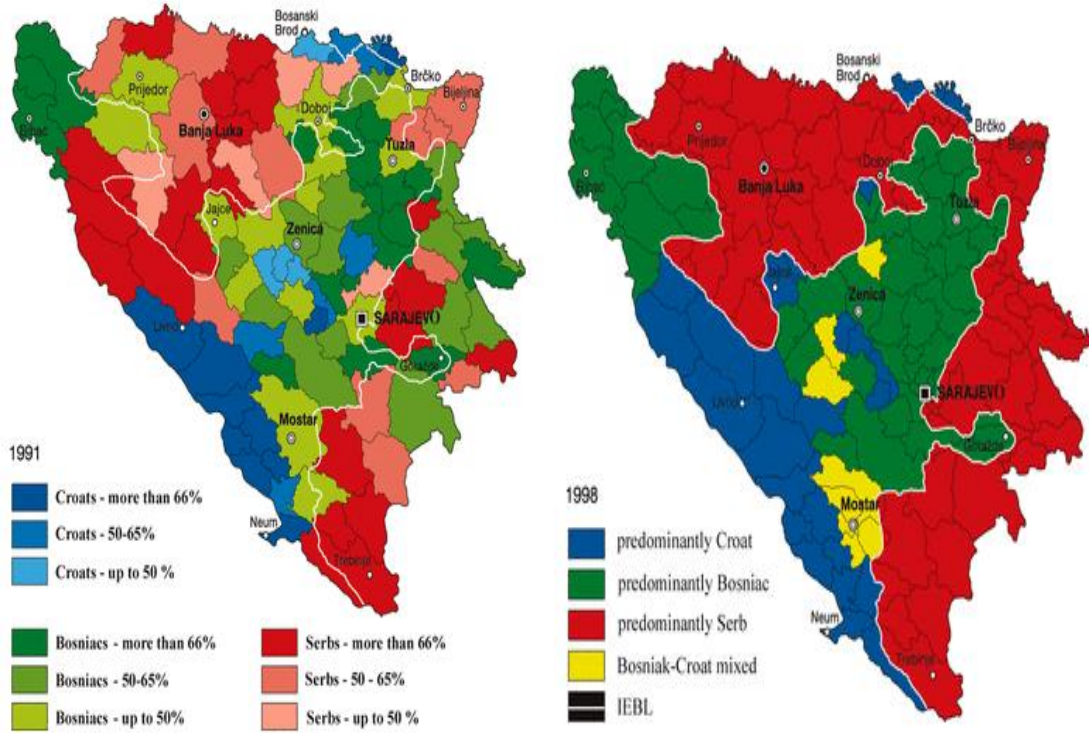 Bosanski
Brod
Brčko
Prijedor
Doboj
Bijeljina
Bihać
Banja Luka
Tuzla
Jajce
Zenica
Livno
SARAJEVO
Goražde
Mostar
Neum
Trebinje
1991
Croats - more than 66%
Croats - 50-65%
Croats - up to 50 %
Bosniacs - more than 66%
Bosniacs - 50-65%
Bosniacs - up to 50%
Serbs - more than 66%
Serbs - 50 - 65%
Serbs - up to 50 %
Bosanski
Brod
Brčko
Prijedor
Doboj
Bijeljina
Banja Luka
Bihać
Tuzla
Jajce
Zenica
Livno
SARAJEVO
Goražde
Mostar
Neum
Trebinje
1998
predominantly Croat
predominantly Bosniac
predominantly Serb
Bosniak-Croat mixed
IEBL